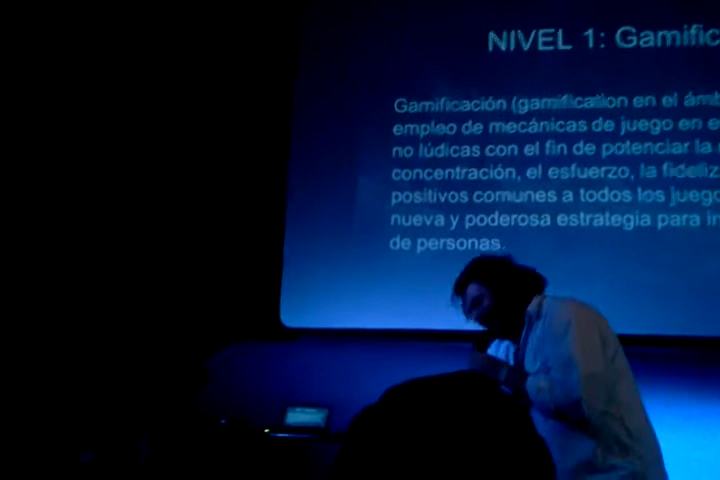 NIVEL 1: Gamific
Gamificación (gamification en el ámb
empleo de mecánicas de juego en e
no lúdicas con el fin de potenciar la
concentración, el esfuerzo, la fideliz
positivos comunes a todos los juego
nueva y poderosa estrategia para in
de personas.